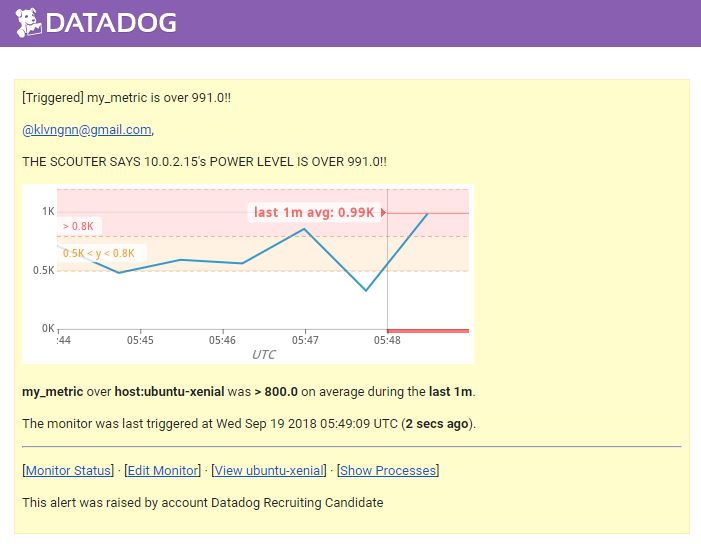 DATADOG
[Triggered] my_metric is over 991.0!!
@klvngnn@gmail.com,
THE SCOUTER SAYS 10.0.2.15's POWER LEVEL IS OVER 991.0!!
1K
last 1m avg: 0.99K
> 0.8K
0.5K < y < 0.8K
0.5K
0K
:44 05:45 05:46 05:47 05:48
UTC
my_metric over host:ubuntu-xenial was > 800.0 on average during the last 1m.
The monitor was last triggered at Wed Sep 19 2018 05:49:09 UTC (2 secs ago).
[Monitor Status] · [Edit Monitor] · [View ubuntu-xenial] · [Show Processes]
This alert was raised by account Datadog Recruiting Candidate